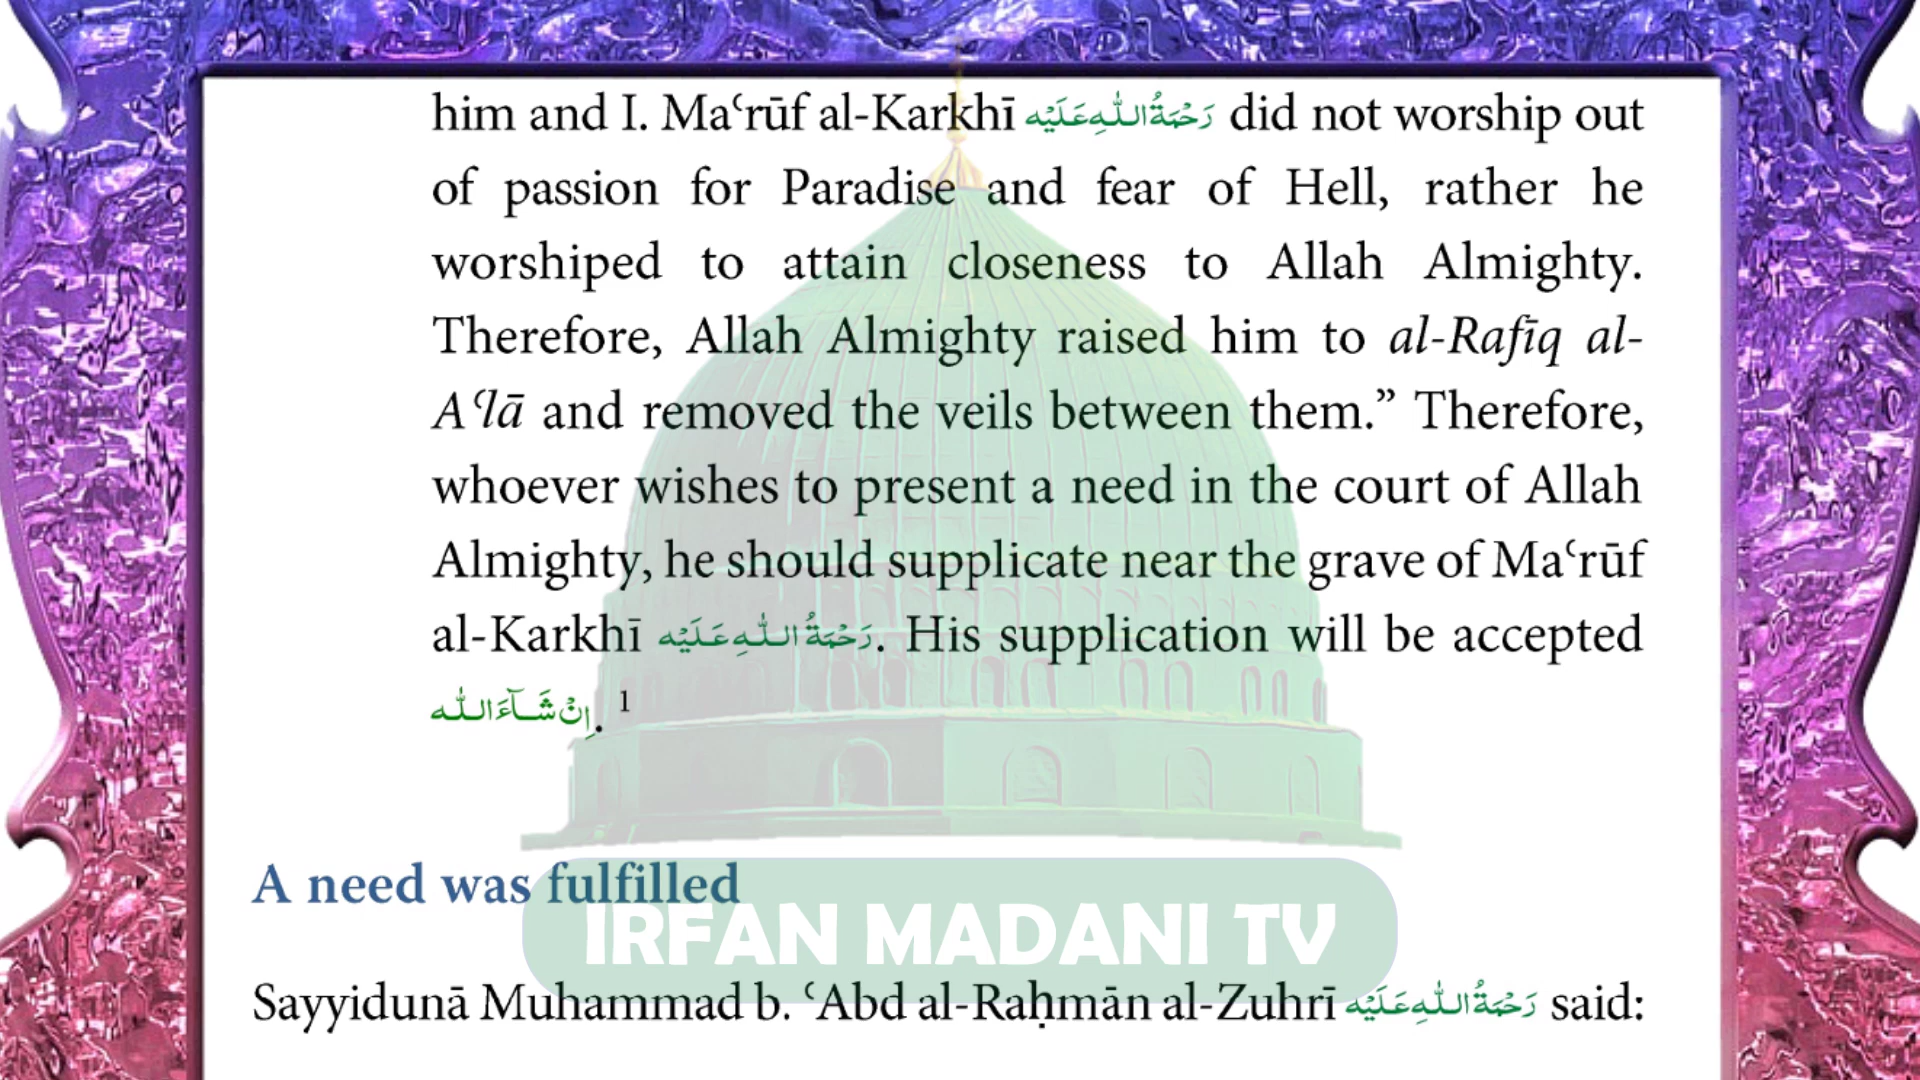 him and I. Maʿrūf al-Karkhī رَحْمَةُ اللّٰهِ عَلَيْه did not worship out
of passion for Paradise and fear of Hell, rather he
worshiped to attain closeness to Allah Almighty.
Therefore, Allah Almighty raised him to al-Rafīq al-
Aʿlā and removed the veils between them.” Therefore,
whoever wishes to present a need in the court of Allah
Almighty, he should supplicate near the grave of Maʿrūf
al-Karkhī رَحْمَةُ اللّٰهِ عَلَيْه. His supplication will be accepted
اِنْ شَآءَ اللّٰه. 1
A need was fulfilled
IRFAN MADANI TV
Sayyidunā Muhammad b. ʿAbd al-Raḥmān al-Zuhrī رَحْمَةُ اللّٰهِ عَلَيْه said: